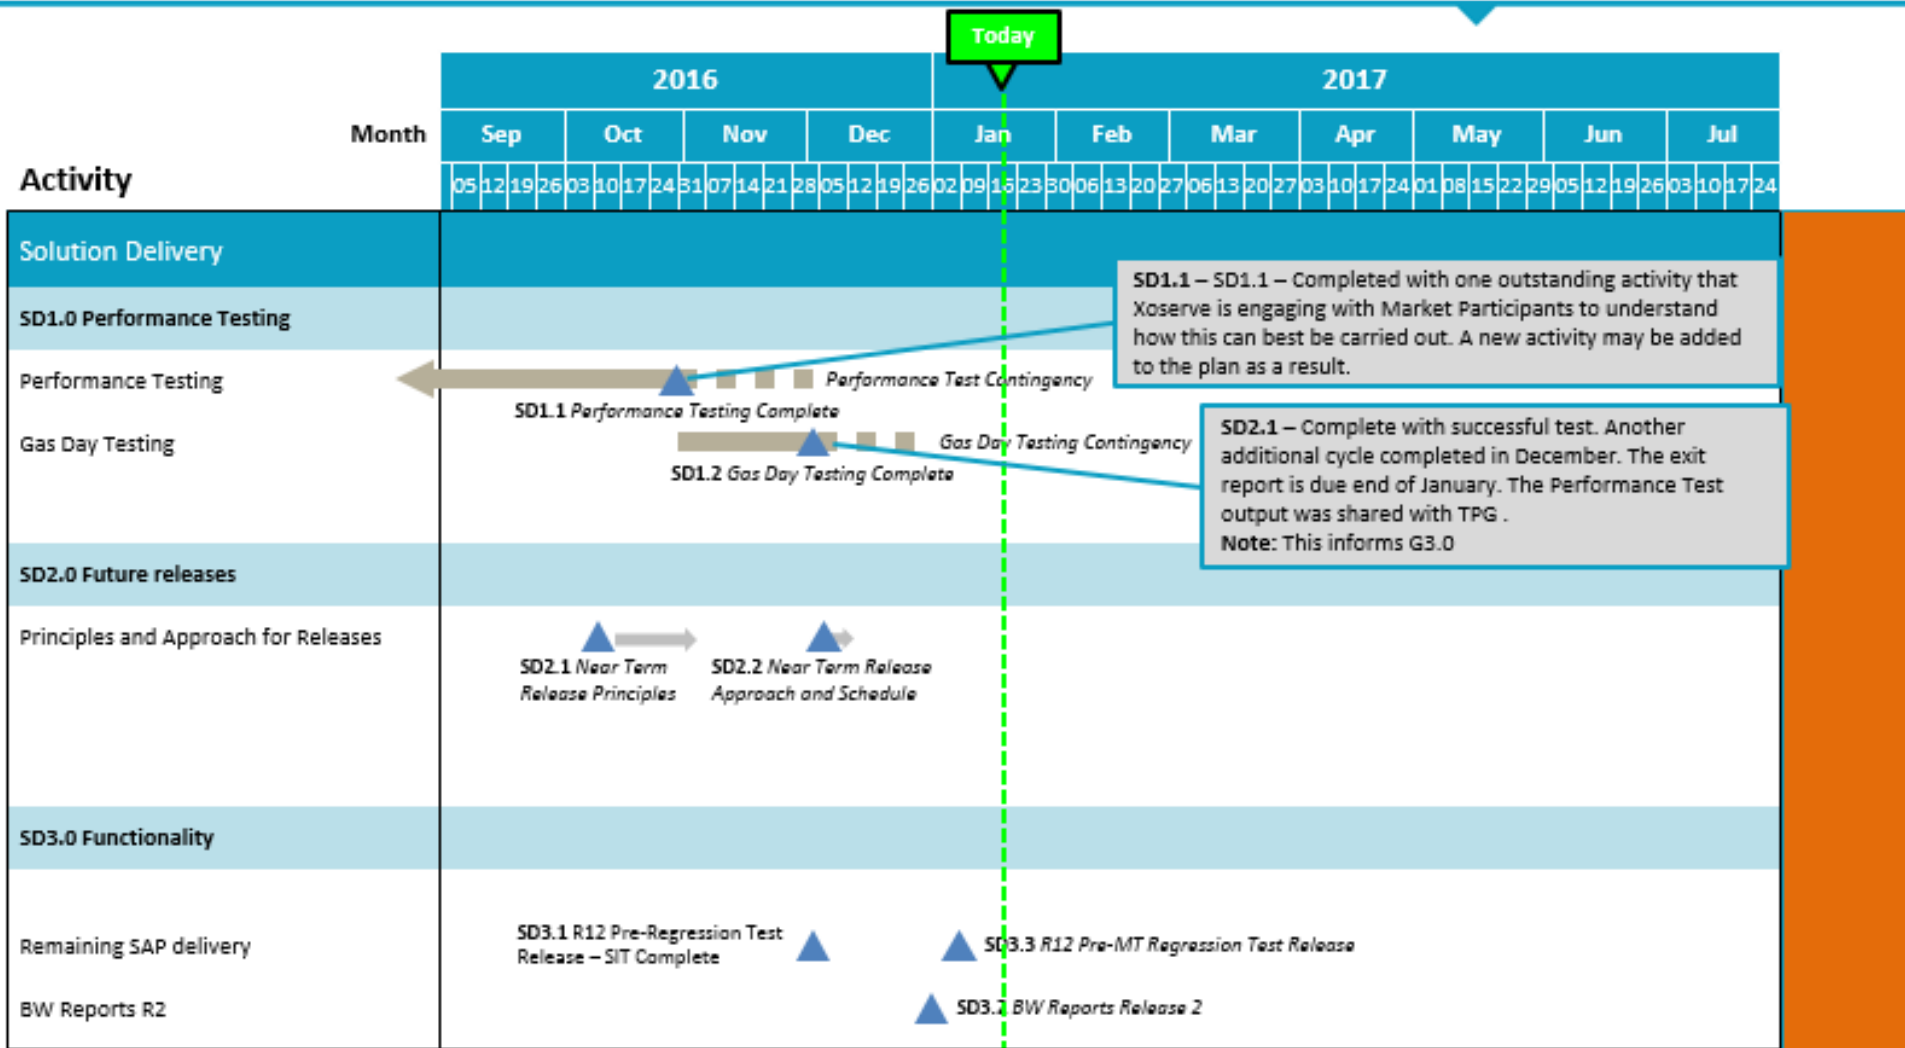 Today
2016
2017
Month
Sep
Oct
Nov
Dec
Jan
Feb
Mar
Apr
May
Jun
Jul
Activity
05 12 19 26 03 10 17 24 31 07 14 21 28 05 12 19 26 02 09 16 23 30 06 13 20 27 06 13 20 27 03 10 17 24 01 08 15 22 29 05 12 19 26 03 10 17 24
Solution Delivery
SD1.1 – SD1.1 – Completed with one outstanding activity that
Xoserve is engaging with Market Participants to understand
how this can best be carried out. A new activity may be added
to the plan as a result.
SD1.0 Performance Testing
Performance Testing
Performance Test Contingency
SD1.1 Performance Testing Complete
SD2.1 – Complete with successful test. Another
additional cycle completed in December. The exit
report is due end of January. The Performance Test
output was shared with TPG .
Note: This informs G3.0
Gas Day Testing
Gas Day Testing Contingency
SD1.2 Gas Day Testing Complete
SD2.0 Future releases
Principles and Approach for Releases
SD2.1 Near Term
Release Principles
SD2.2 Near Term Release
Approach and Schedule
SD3.0 Functionality
Remaining SAP delivery
SD3.1 R12 Pre-Regression Test
Release – SIT Complete
SD3.3 R12 Pre-MT Regression Test Release
BW Reports R2
SD3.2 BW Reports Release 2